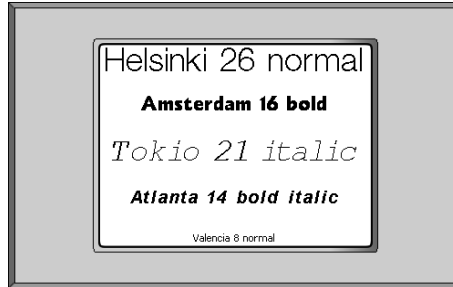 Helsinki 26 normal
Amsterdam 16 bold
Tokio 21 italic
Atlanta 14 bold italic
Valencia 8 normal